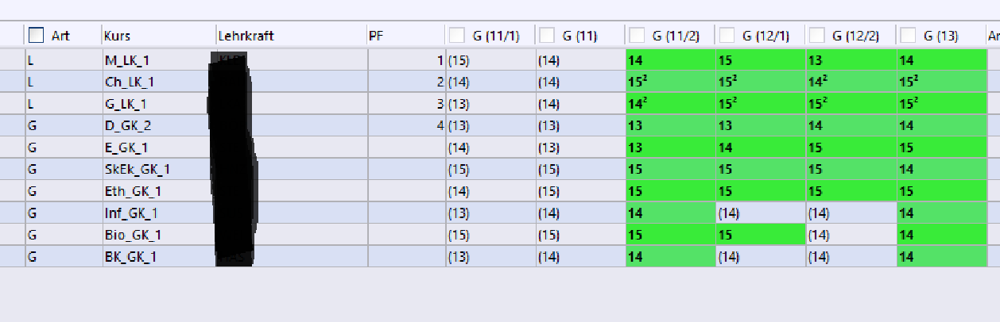 Art Kurs Lehrkraft PF G (11/1) G (11) G (11/2) G (12/1) G (12/2) G (13)
L M_LK_1 1 (15) (14) 14 15 13 14
L Ch_LK_1 2 (14) (14) 15² 15² 14² 15²
L G_LK_1 3 (13) (14) 14² 15² 15² 15²
G D_GK_2 4 (13) (13) 13 13 14 14
G E_GK_1 (14) (13) 13 14 15 15
G SkEk_GK_1 (15) (15) 15 15 15 14
G Eth_GK_1 (14) (15) 15 15 15 15
G Inf_GK_1 (13) (14) 14 (14) (14) 14
G Bio_GK_1 (15) (15) 15 15 (14) 14
G BK_GK_1 (13) (14) 14 (14) (14) 14